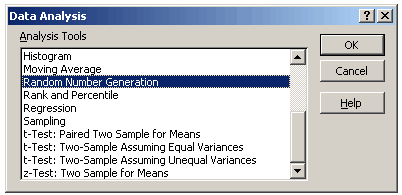 Data Analysis
Analysis Tools
Histogram
Moving Average
Random Number Generation
Rank and Percentile
Regression
Sampling
t-Test: Paired Two Sample for Means
t-Test: Two-Sample Assuming Equal Variances
t-Test: Two-Sample Assuming Unequal Variances
z-Test: Two Sample for Means
OK
Cancel
Help